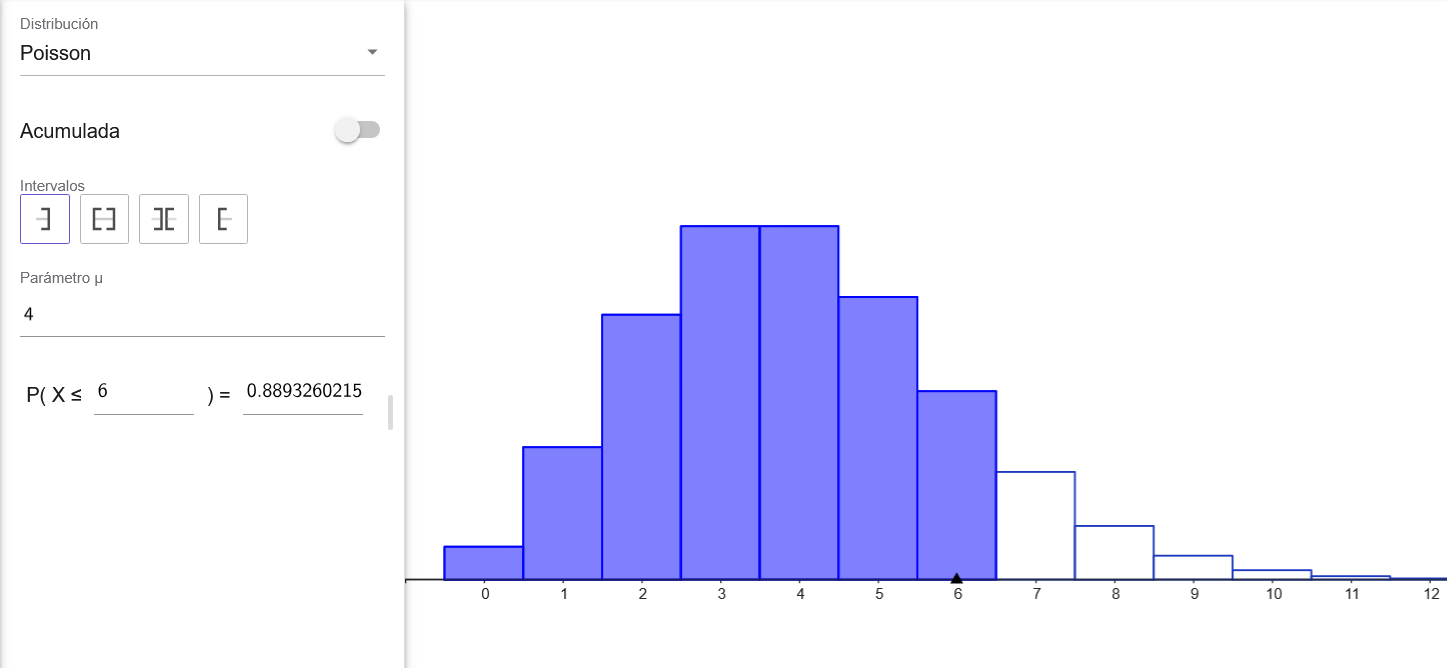 Distribución
Poisson
Acumulada
Intervalos
Parámetro μ
4
P( X ≤ 6 ) = 0.8893260215
0 1 2 3 4 5 6 7 8 9 10 11 12